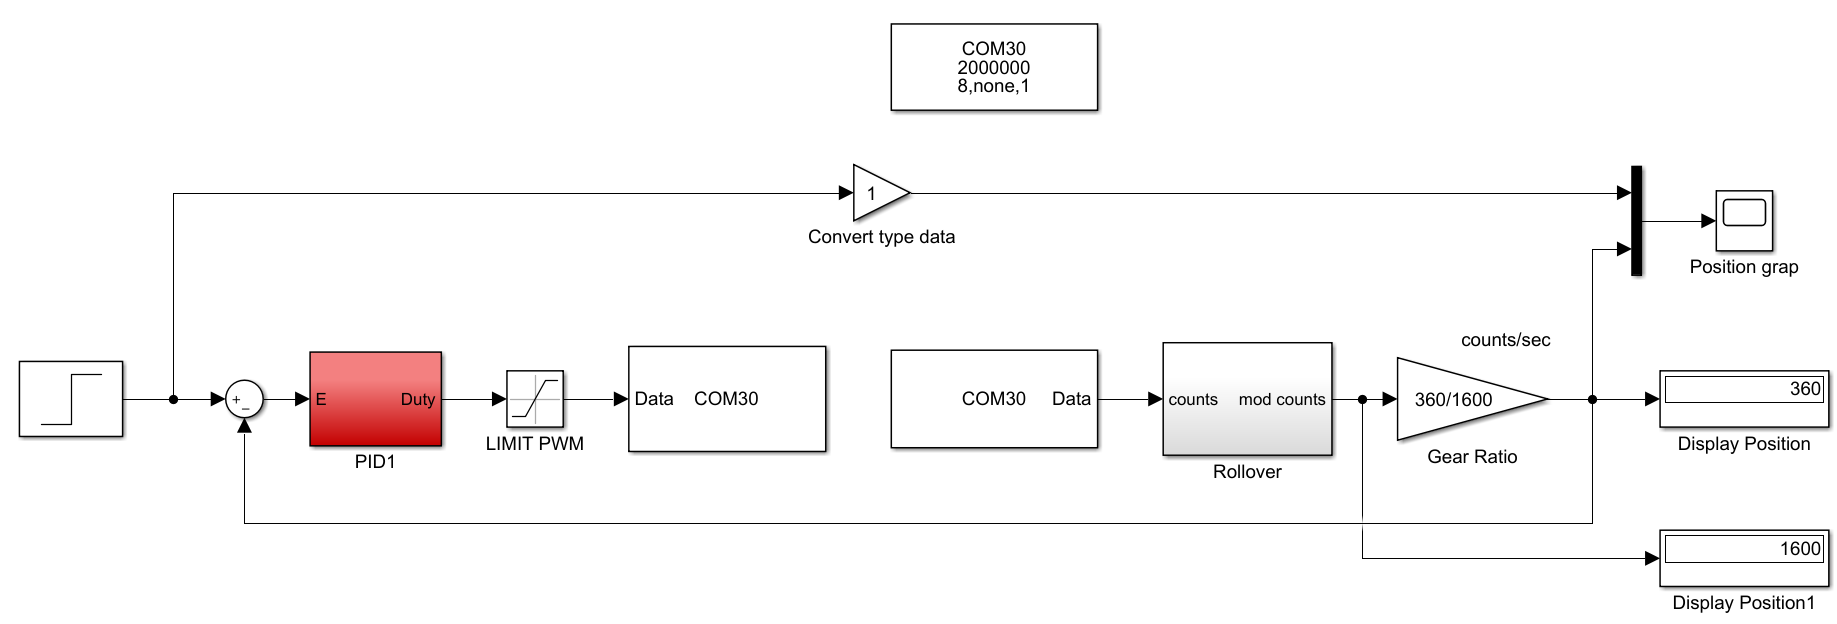 COM30
2000000
8,none,1
1
Convert type data
Position grap
counts/sec
+
−
E Duty
PID1
LIMIT PWM
Data COM30
COM30 Data
counts mod counts
Rollover
360/1600
Gear Ratio
360
Display Position
1600
Display Position1